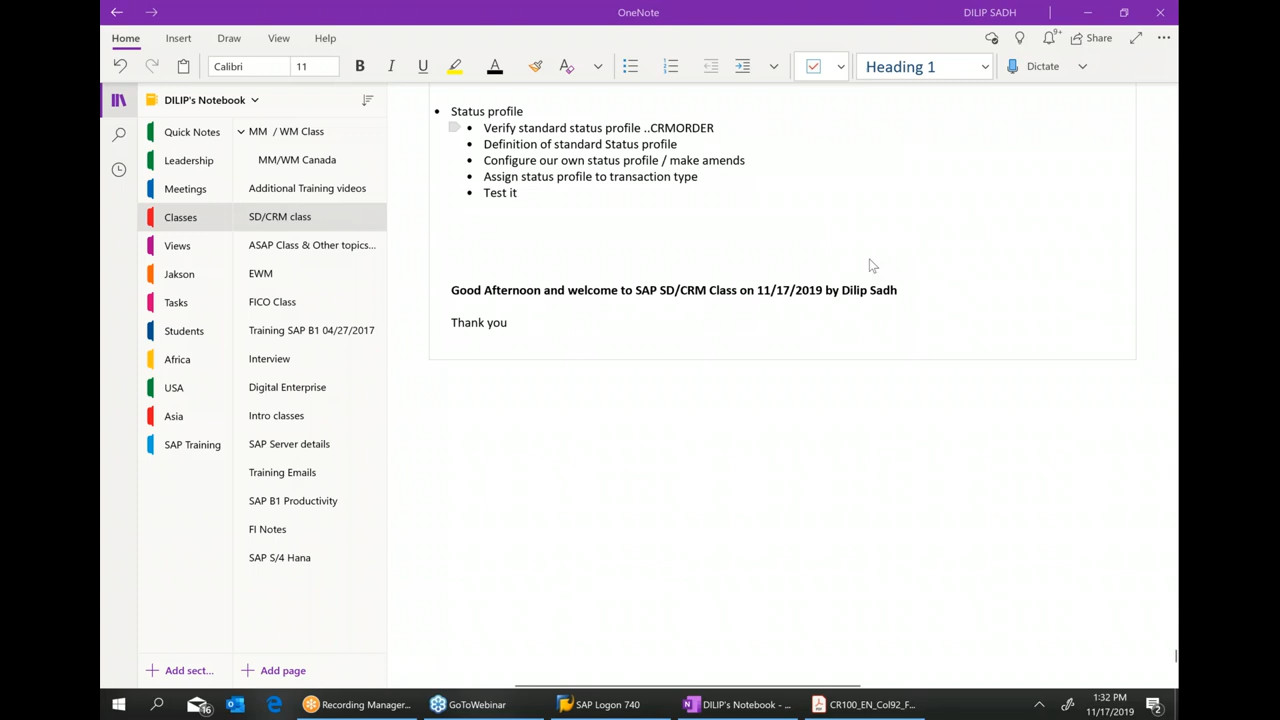 OneNote
DILIP SADH
Home Insert Draw View Help
9+ Share
Calibri 11 B I U A A Heading 1 Dictate
DILIP's Notebook
Quick Notes
Leadership
Meetings
Classes
Views
Jakson
Tasks
Students
Africa
USA
Asia
SAP Training
Add sect...
MM / WM Class
MM/WM Canada
Additional Training videos
SD/CRM class
ASAP Class & Other topics...
EWM
FICO Class
Training SAP B1 04/27/2017
Interview
Digital Enterprise
Intro classes
SAP Server details
Training Emails
SAP B1 Productivity
FI Notes
SAP S/4 Hana
Add page
• Status profile
• Verify standard status profile ..CRMORDER
• Definition of standard Status profile
• Configure our own status profile / make amends
• Assign status profile to transaction type
• Test it
Good Afternoon and welcome to SAP SD/CRM Class on 11/17/2019 by Dilip Sadh
Thank you
16 Recording Manager... GoToWebinar SAP Logon 740 DILIP's Notebook - ... CR100_EN_Col92_F... 2
1:32 PM
11/17/2019